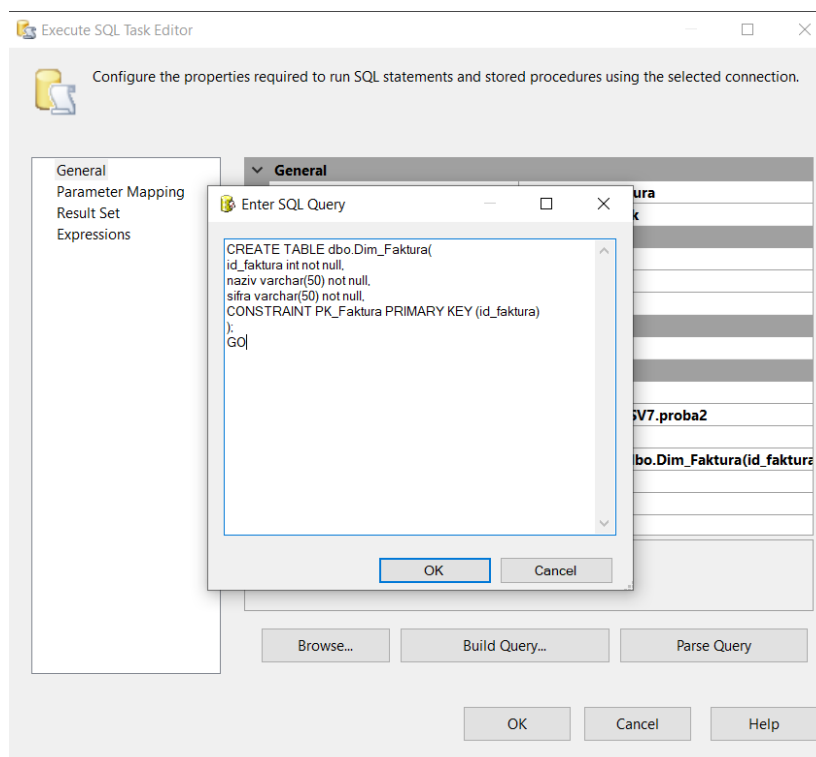 Execute SQL Task Editor
Configure the properties required to run SQL statements and stored procedures using the selected connection.
General
Parameter Mapping
Result Set
Expressions
General
Enter SQL Query
CREATE TABLE dbo.Dim_Faktura(
id_faktura int not null,
naziv varchar(50) not null,
sifra varchar(50) not null,
CONSTRAINT PK_Faktura PRIMARY KEY (id_faktura)
);
GO
OK
Cancel
ura
k
SV7.proba2
lbo.Dim_Faktura(id_faktura
Browse...
Build Query...
Parse Query
OK
Cancel
Help